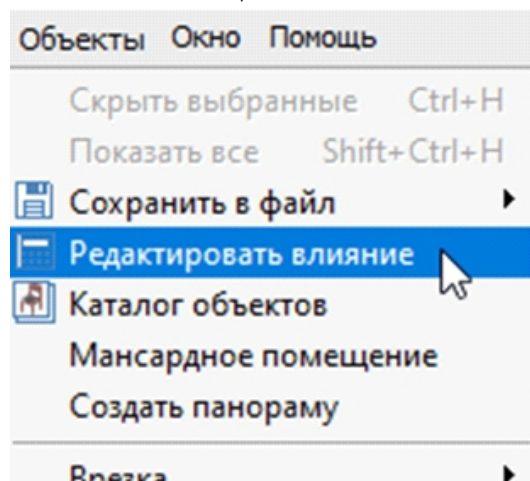 Объекты Окно Помощь
Скрыть выбранные Ctrl+H
Показать все Shift+Ctrl+H
Сохранить в файл
Редактировать влияние
Каталог объектов
Мансардное помещение
Создать панораму
Врезка